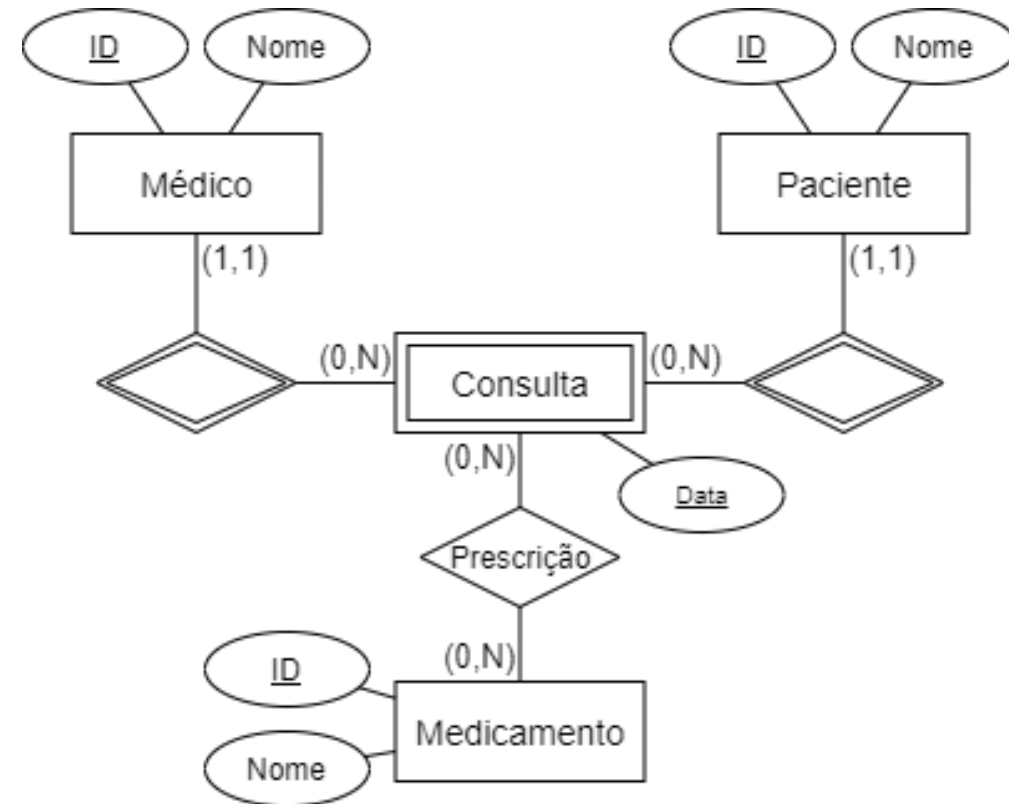 ID Nome ID Nome
Médico Paciente
(1,1) (1,1)
(0,N) Consulta (0,N)
(0,N)
Data
Prescrição
(0,N)
ID
Medicamento
Nome